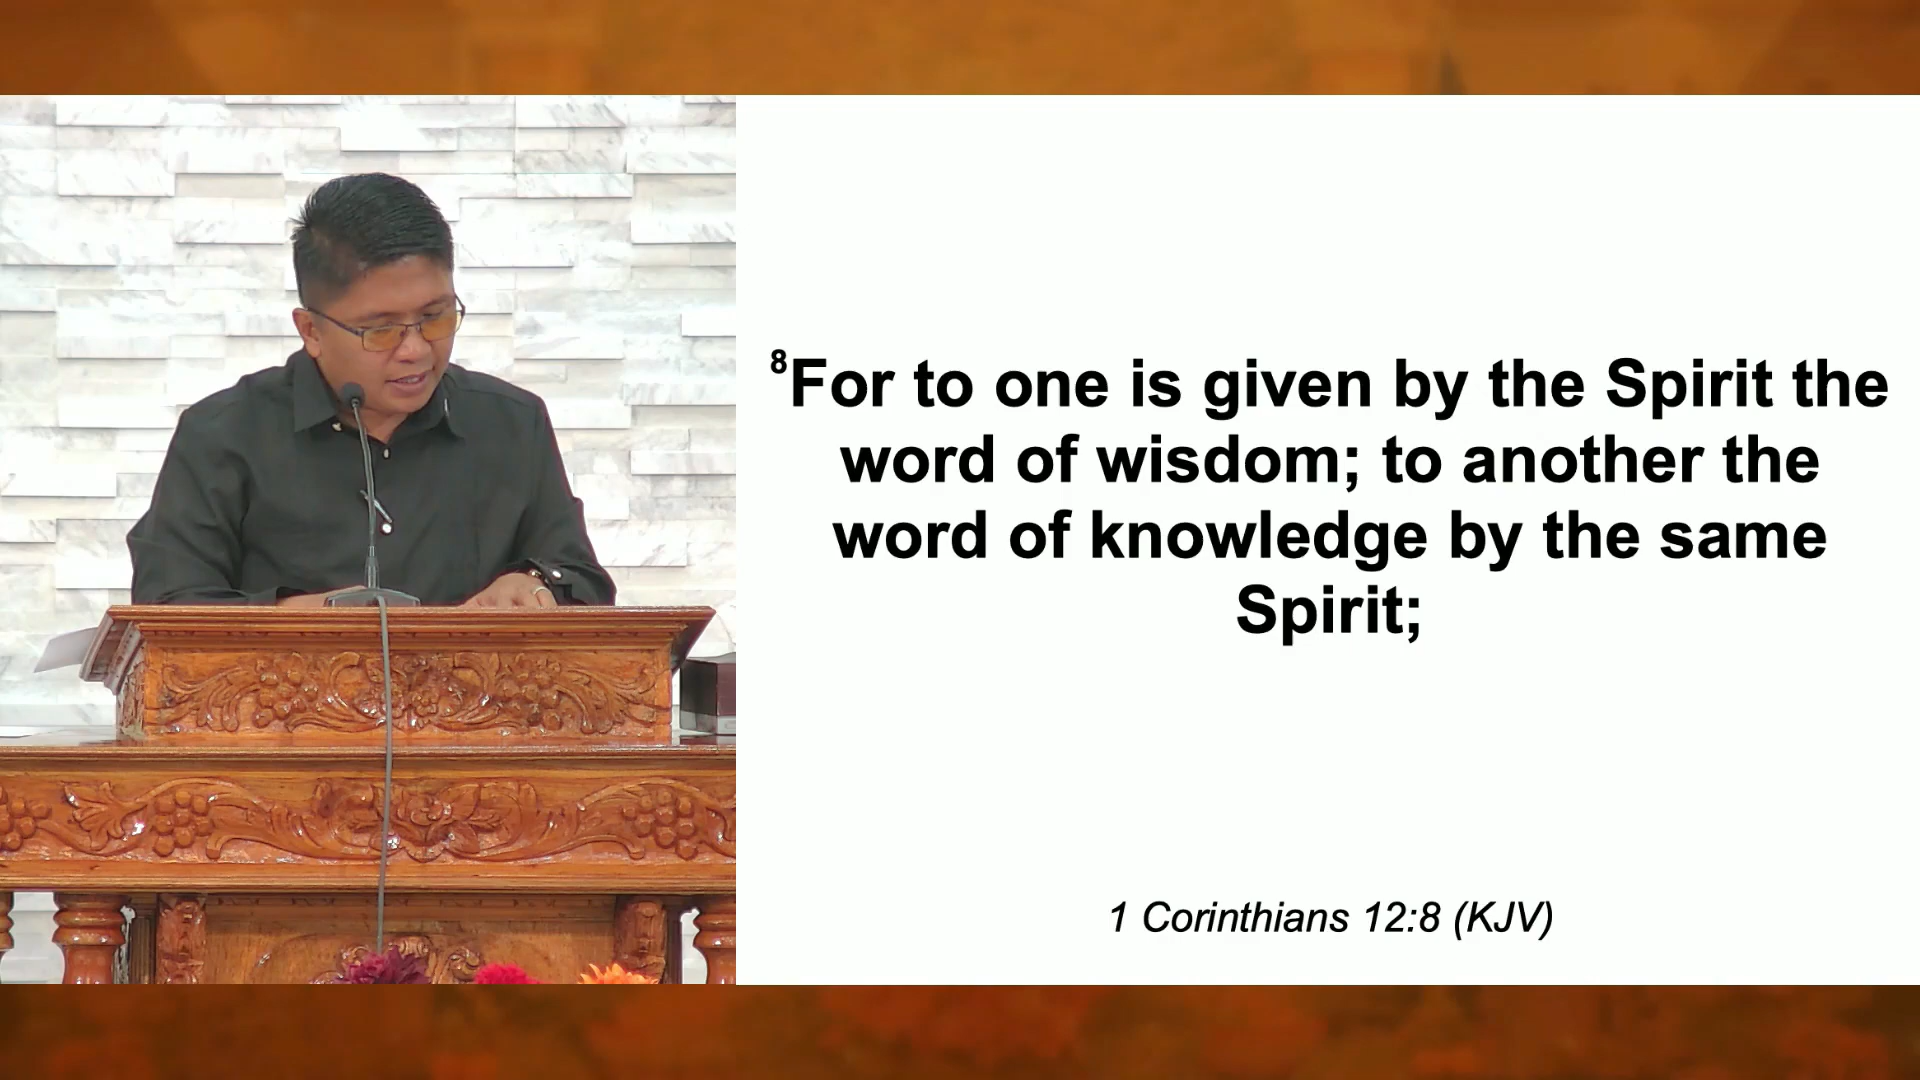 ⁸For to one is given by the Spirit the
word of wisdom; to another the
word of knowledge by the same
Spirit;
1 Corinthians 12:8 (KJV)